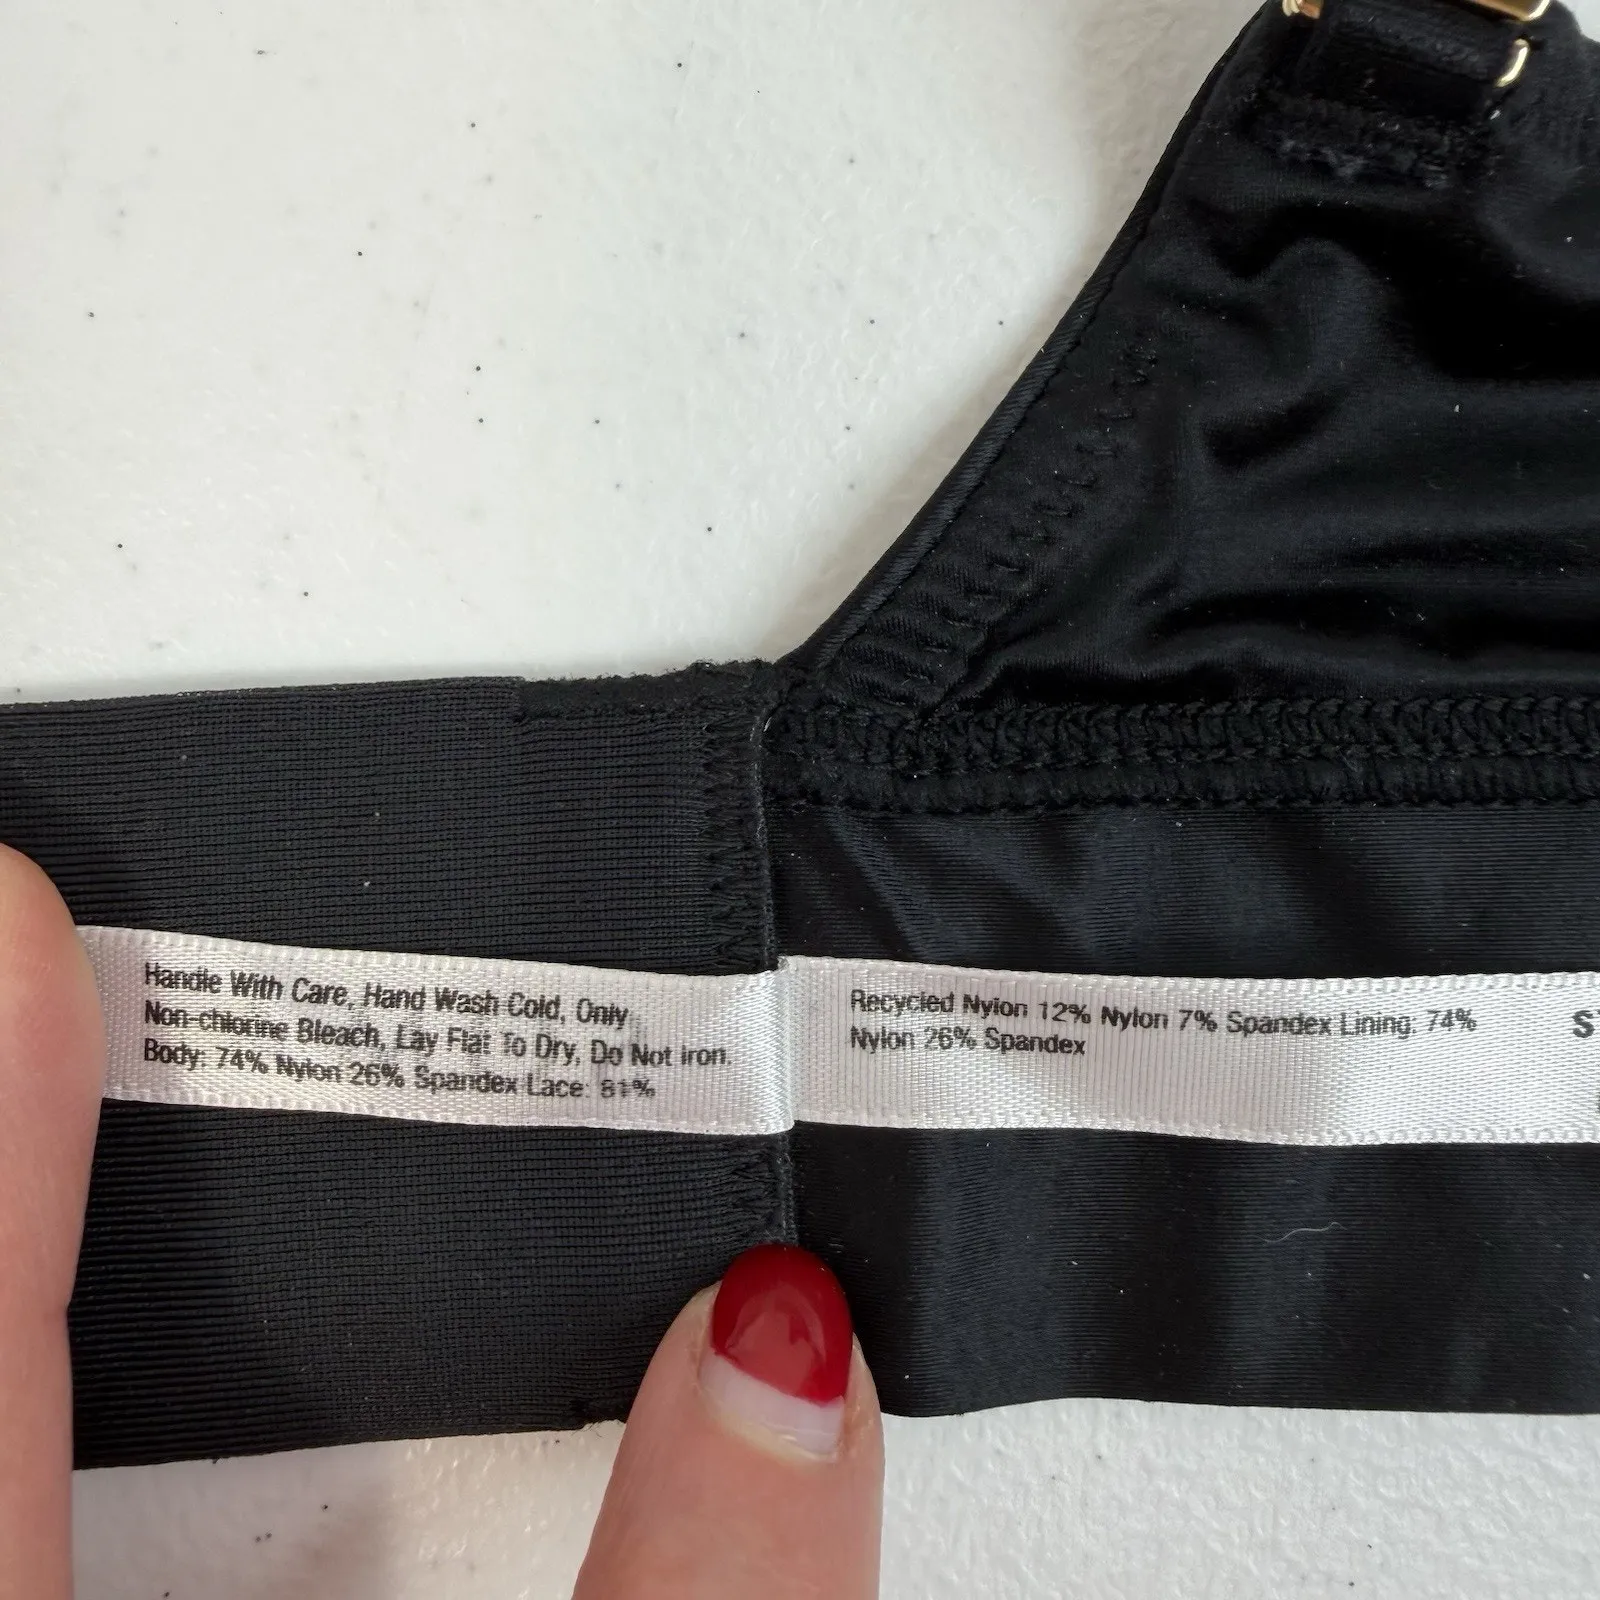 Handle With Care, Hand Wash Cold, Only
Non-chlorine Bleach, Lay Flat To Dry, Do Not Iron.
Body: 74% Nylon 26% Spandex Lace: 81%
Recycled Nylon 12% Nylon 7% Spandex Lining: 74%
Nylon 26% Spandex